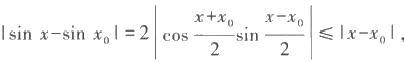 |sin x-sin x₀|=2|cos (x+x₀)/2 sin (x-x₀)/2|≤|x-x₀|,